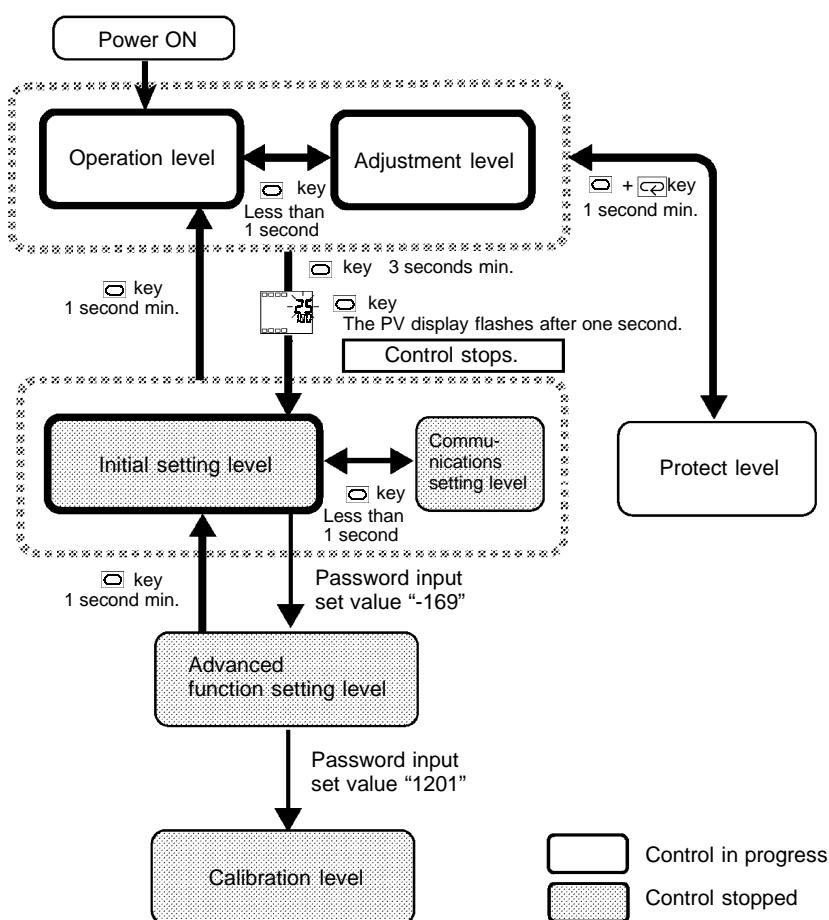 Power ON
Operation level
Adjustment level
key
Less than
1 second
+ key
1 second min.
key 3 seconds min.
key
1 second min.
key
The PV display flashes after one second.
Control stops.
Initial setting level
Commu-
nications
setting level
Protect level
key
Less than
1 second
key
1 second min.
Password input
set value “-169”
Advanced
function setting level
Password input
set value “1201”
Calibration level
Control in progress
Control stopped